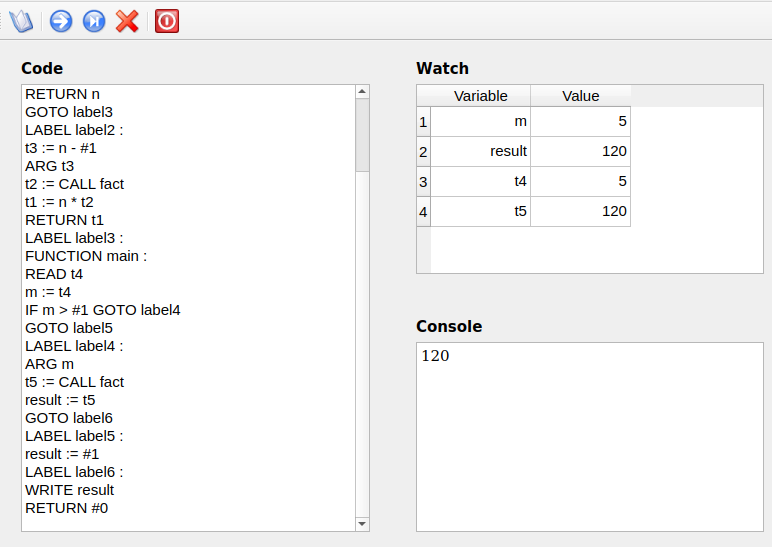 Code
RETURN n
GOTO label3
LABEL label2 :
t3 := n - #1
ARG t3
t2 := CALL fact
t1 := n * t2
RETURN t1
LABEL label3 :
FUNCTION main :
READ t4
m := t4
IF m > #1 GOTO label4
GOTO label5
LABEL label4 :
ARG m
t5 := CALL fact
result := t5
GOTO label6
LABEL label5 :
result := #1
LABEL label6 :
WRITE result
RETURN #0
Watch
Variable Value
1 m 5
2 result 120
3 t4 5
4 t5 120
Console
120